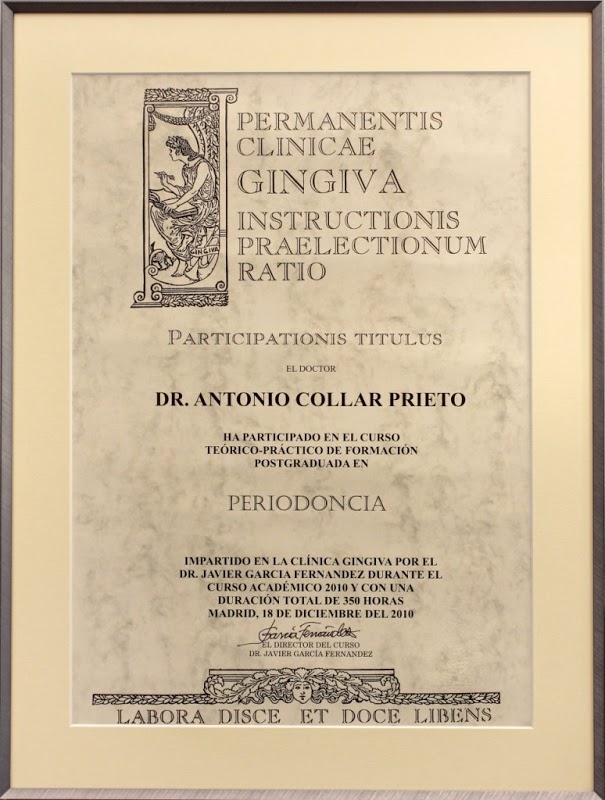 PERMANENTIS
CLINICAE
GINGIVA
INSTRUCTIONIS
PRAELECTIONUM
RATIO
GINGIVA
PARTICIPATIONIS TITULUS
EL DOCTOR
DR. ANTONIO COLLAR PRIETO
HA PARTICIPADO EN EL CURSO
TEÓRICO-PRÁCTICO DE FORMACIÓN
POSTGRADUADA EN
PERIODONCIA
IMPARTIDO EN LA CLÍNICA GINGIVA POR EL
DR. JAVIER GARCIA FERNANDEZ DURANTE EL
CURSO ACADÉMICO 2010 Y CON UNA
DURACIÓN TOTAL DE 350 HORAS
MADRID, 18 DE DICIEMBRE DEL 2010
García Fernández
EL DIRECTOR DEL CURSO
DR. JAVIER GARCÍA FERNANDEZ
LABORA DISCE ET DOCE LIBENS